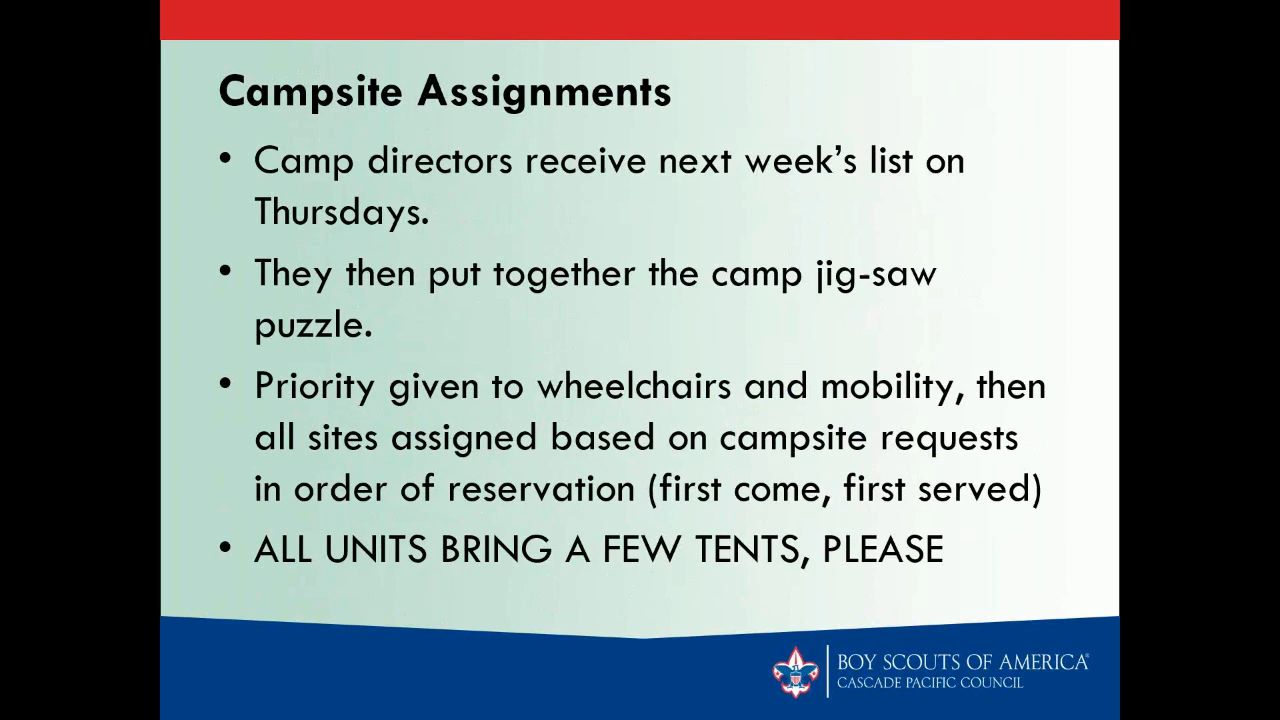 Campsite Assignments
• Camp directors receive next week’s list on
Thursdays.
• They then put together the camp jig-saw
puzzle.
• Priority given to wheelchairs and mobility, then
all sites assigned based on campsite requests
in order of reservation (first come, first served)
• ALL UNITS BRING A FEW TENTS, PLEASE
BOY SCOUTS OF AMERICA®
CASCADE PACIFIC COUNCIL